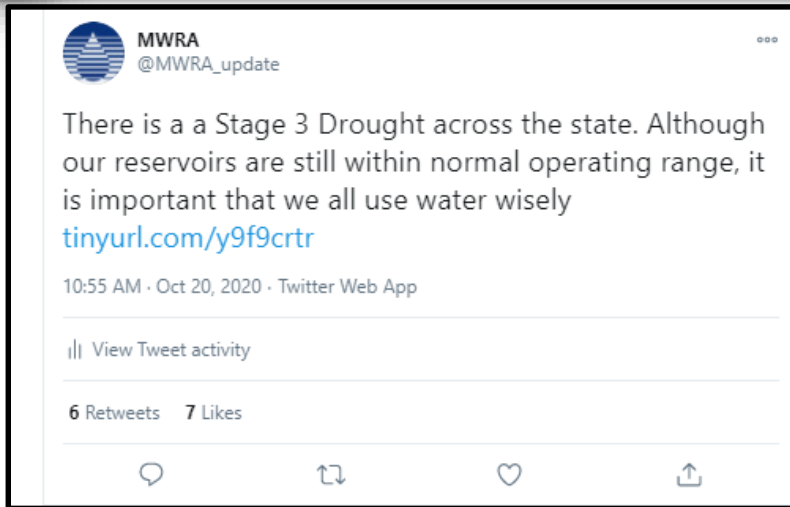 MWRA
@MWRA_update
There is a a Stage 3 Drought across the state. Although
our reservoirs are still within normal operating range, it
is important that we all use water wisely
tinyurl.com/y9f9crtr
10:55 AM · Oct 20, 2020 · Twitter Web App
View Tweet activity
6 Retweets 7 Likes